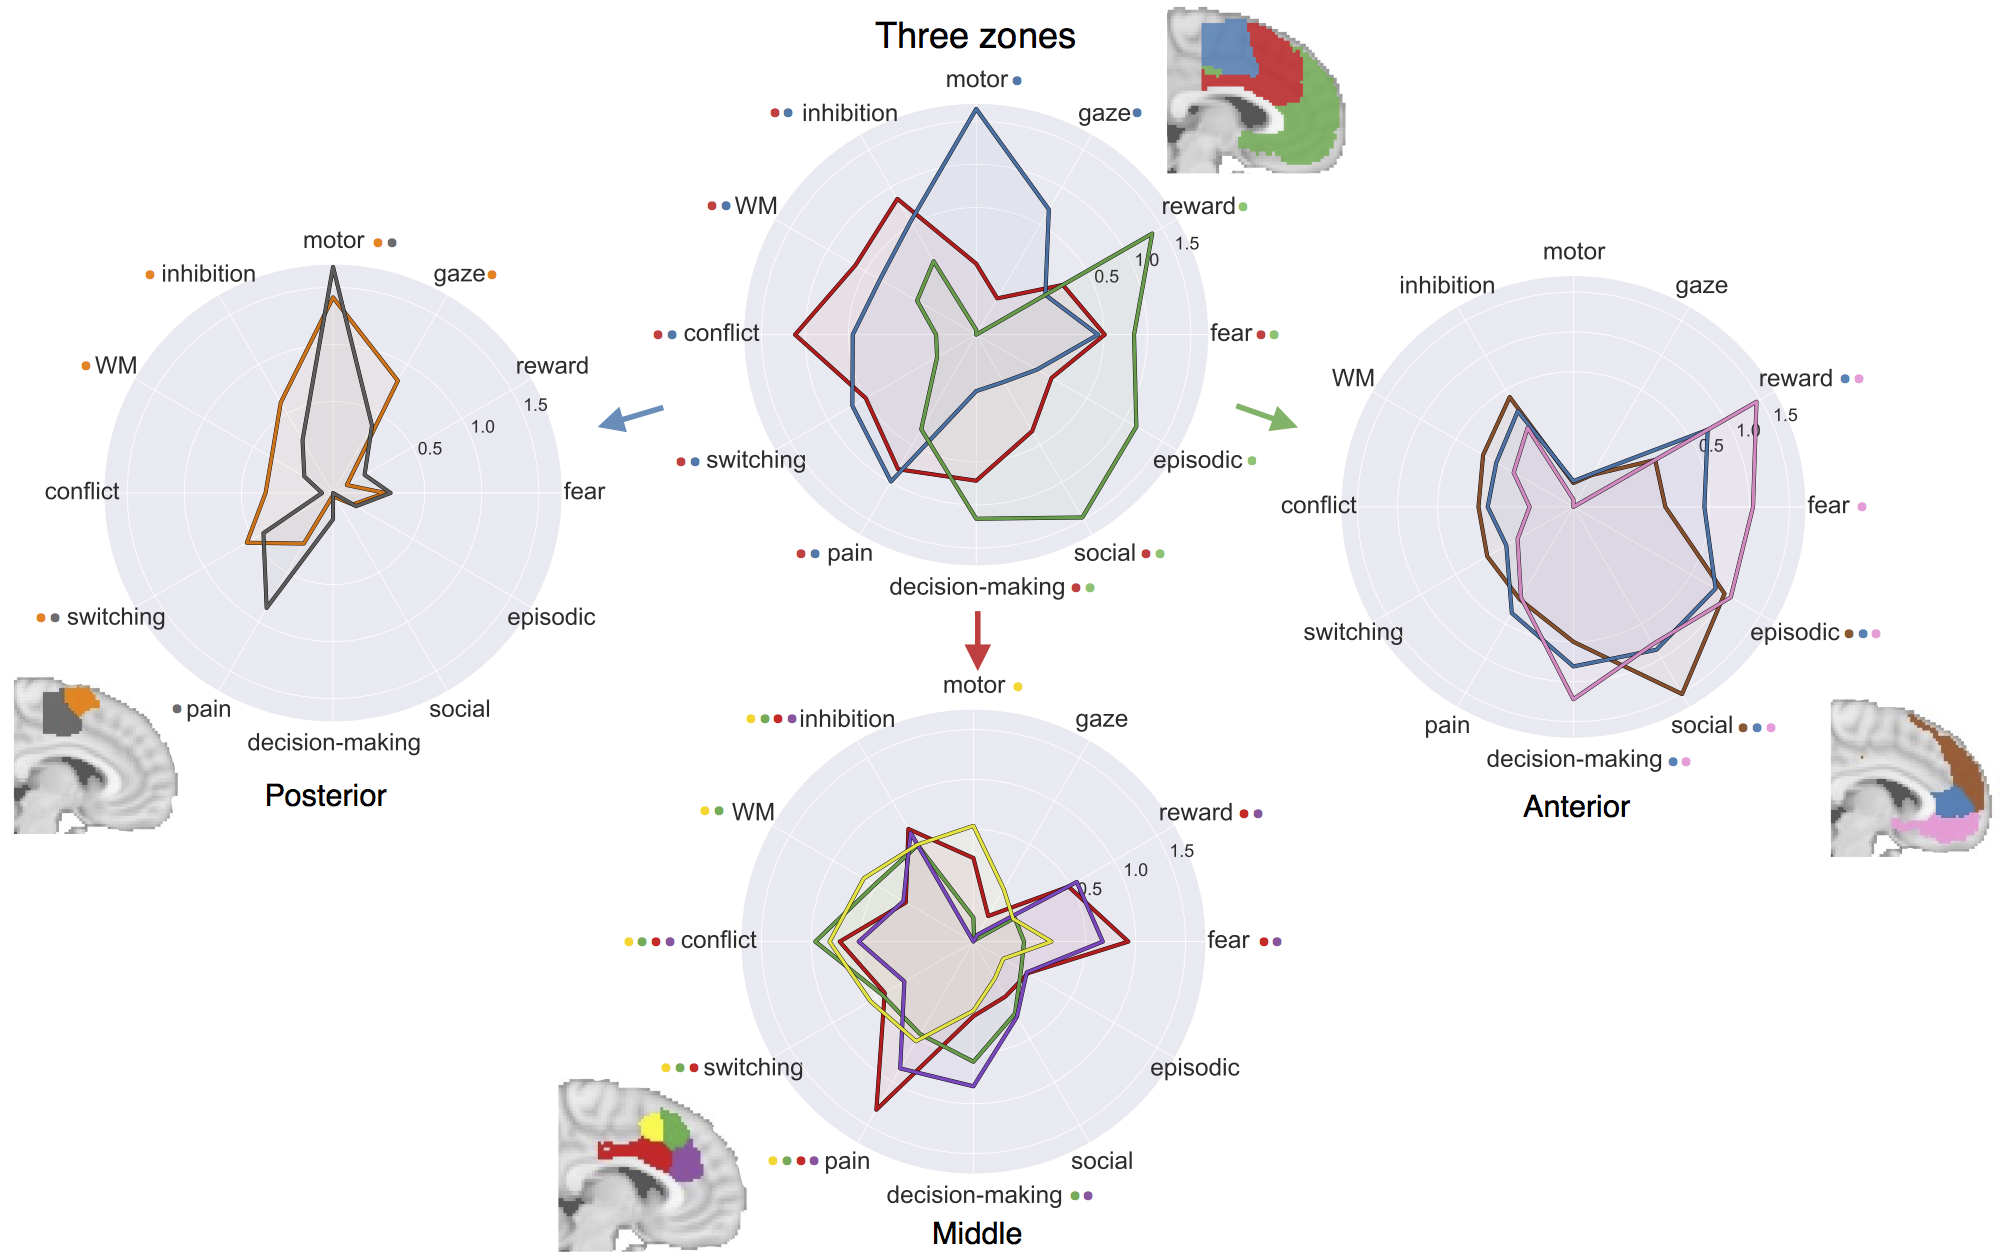 Three zones
motor
inhibition
gaze
WM
reward
1.5
1.0
0.5
conflict
fear
switching
episodic
pain
social
decision-making
motor
inhibition
gaze
WM
reward
1.5
1.0
0.5
conflict
fear
switching
episodic
pain
social
decision-making
Posterior
motor
inhibition
gaze
WM
reward
1.5
1.0
0.5
conflict
fear
switching
episodic
pain
social
decision-making
Anterior
motor
inhibition
gaze
WM
reward
1.5
1.0
0.5
conflict
fear
switching
episodic
pain
social
decision-making
Middle